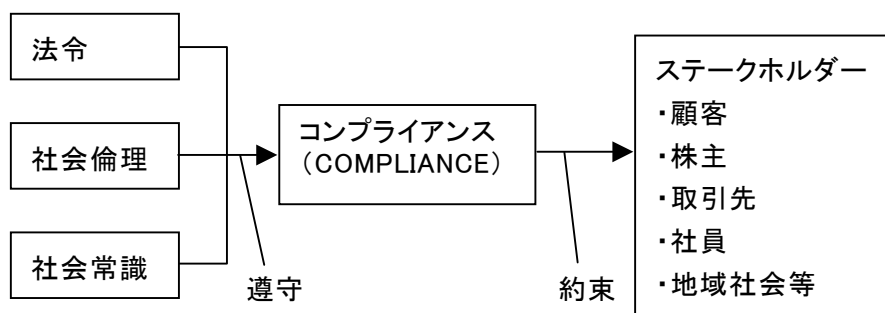 法令
社会倫理
社会常識
遵守
コンプライアンス
(COMPLIANCE)
約束
ステークホルダー
・顧客
・株主
・取引先
・社員
・地域社会等